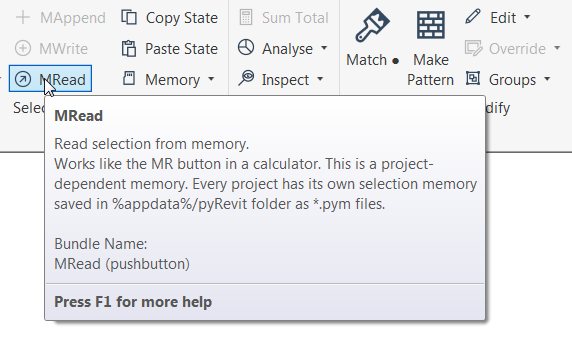 MAppend
Copy State
Sum Total
Edit
MWrite
Paste State
Analyse
Match
Make
Pattern
Override
MRead
Memory
Inspect
Groups
Selec
dify
MRead
Read selection from memory.
Works like the MR button in a calculator. This is a project-
dependent memory. Every project has its own selection memory
saved in %appdata%/pyRevit folder as *.pym files.
Bundle Name:
MRead (pushbutton)
Press F1 for more help